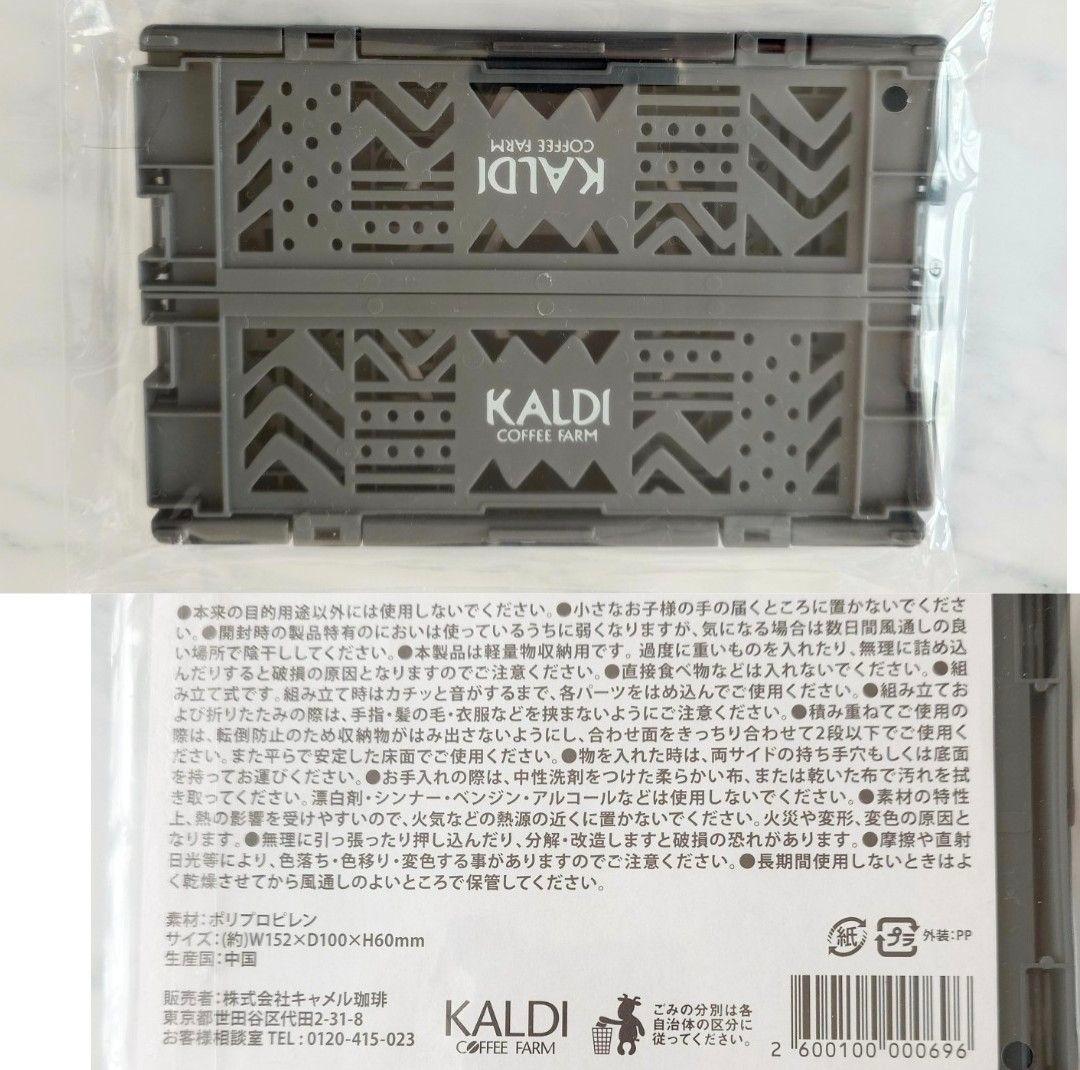 KALDI
COFFEE FARM
KALDI
COFFEE FARM
●本来の目的用途以外には使用しないでください。●小さなお子様の手の届くところに置かないでくださ
い。●開封時の製品特有のにおいは使っているうちに弱くなりますが、気になる場合は数日間風通しの良
い場所で陰干ししてください。●本製品は軽量物収納用です。過度に重いものを入れたり、無理に詰め込
んだりすると破損の原因となりますのでご注意ください。●直接食べ物などは入れないでください。●組
み立て式です。組み立て時はカチッと音がするまで、各パーツをはめ込んでご使用ください。●組み立てお
よび折りたたみの際は、手指・髪の毛・衣服などを挟まないようにご注意ください。●積み重ねてご使用の
際は、転倒防止のため収納物がはみ出さないようにし、合わせ面をきっちり合わせて2段以下でご使用く
ださい。また平らで安定した床面でご使用ください。●物を入れた時は、両サイドの持ち手穴もしくは底面
を持ってお運びください。●お手入れの際は、中性洗剤をつけた柔らかい布、または乾いた布で汚れを拭
き取ってください。漂白剤・シンナー・ベンジン・アルコールなどは使用しないでください。●素材の特性
上、熱の影響を受けやすいので、火気などの熱源の近くに置かないでください。火災や変形、変色の原因と
なります。●無理に引っ張ったり押し込んだり、分解・改造しますと破損の恐れがあります。●摩擦や直射
日光等により、色落ち・色移り・変色する事がありますのでご注意ください。●長期間使用しないときはよ
く乾燥させてから風通しのよいところで保管してください。
素材:ポリプロピレン
サイズ:(約)W152×D100×H60mm
生産国:中国
紙 プラ 外装:PP
販売者:株式会社キャメル珈琲
東京都世田谷区代田2-31-8
お客様相談室 TEL:0120-415-023
KALDI
COFFEE FARM
ごみの分別は各
自治体の区分に
従ってください。
2 600100 000696